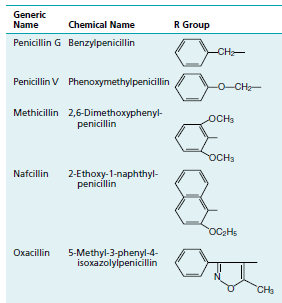 Generic
Name Chemical Name R Group
Penicillin G Benzylpenicillin
CH2
Penicillin V Phenoxymethylpenicillin
O—CH2
Methicillin 2,6-Dimethoxyphenyl-
penicillin
OCH3
OCH3
Nafcillin 2-Ethoxy-1-naphthyl-
penicillin
OC2H5
Oxacillin 5-Methyl-3-phenyl-4-
isoxazolylpenicillin
N
O
CH3